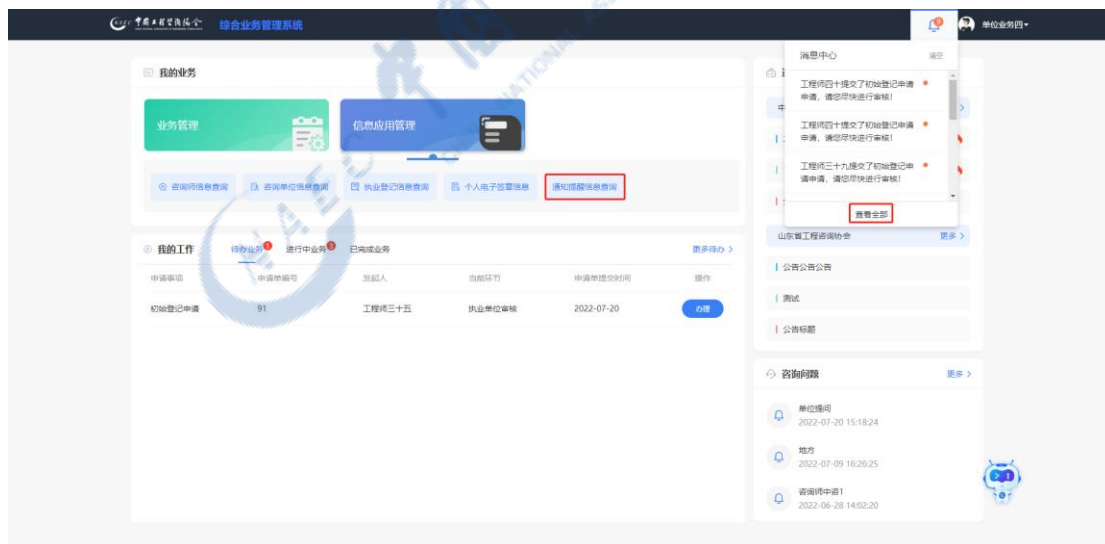 中国工程咨询协会 综合业务管理系统
单位业务四
消息中心 清空
工程师四十提交了初始登记申请
申请，请您尽快进行审核！
工程师四十提交了初始登记申请
申请，请您尽快进行审核！
工程师三十九提交了初始登记申
请申请，请您尽快进行审核！
查看全部
我的业务
业务管理
信息应用管理
咨询师信息查询 咨询单位信息查询 执业登记信息查询 个人电子签章信息 通知提醒信息查询
我的工作 待办业务 进行中业务 已完成业务 更多待办 >
申请事项 申请单编号 发起人 当前环节 申请单提交时间 操作
初始登记申请 91 工程师三十五 执业单位审核 2022-07-20 办理
山东省工程咨询协会 更多 >
公告公告公告
测试
公告标题
咨询问题 更多 >
单位提问
2022-07-20 15:18:24
地方
2022-07-09 16:26:25
咨询师中咨1
2022-06-28 14:02:20